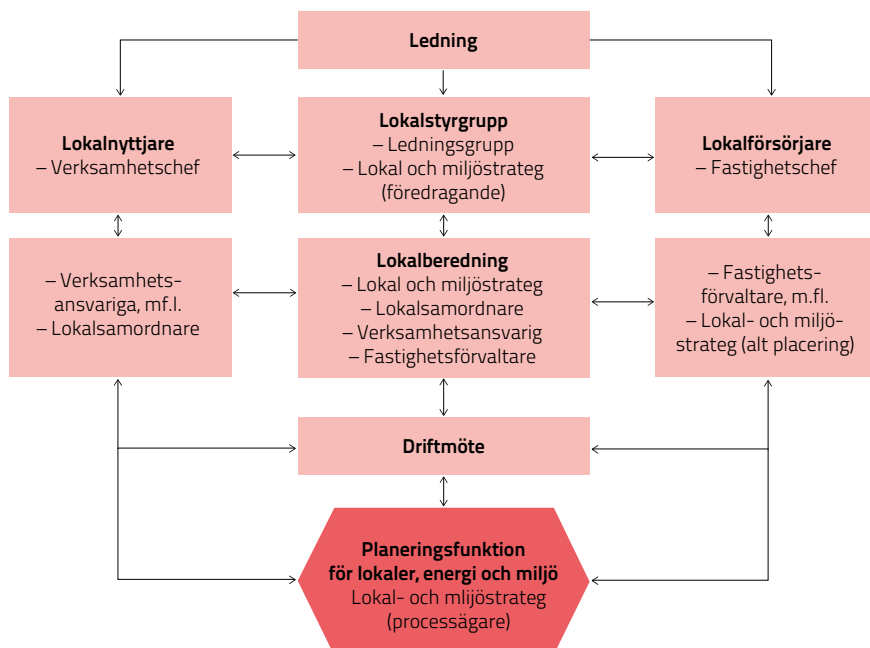 Ledning
Lokalnyttjare
– Verksamhetschef
Lokalstyrgrupp
– Ledningsgrupp
– Lokal och miljöstrateg
(föredragande)
Lokalförsörjare
– Fastighetschef
– Verksamhets-
ansvariga, mf.l.
– Lokalsamordnare
Lokalberedning
– Lokal och miljöstrateg
– Lokalsamordnare
– Verksamhetsansvarig
– Fastighetsförvaltare
– Fastighets-
förvaltare, m.fl.
– Lokal- och miljö-
strateg (alt placering)
Driftmöte
Planeringsfunktion
för lokaler, energi och miljö
Lokal- och mlijöstrateg
(processägare)